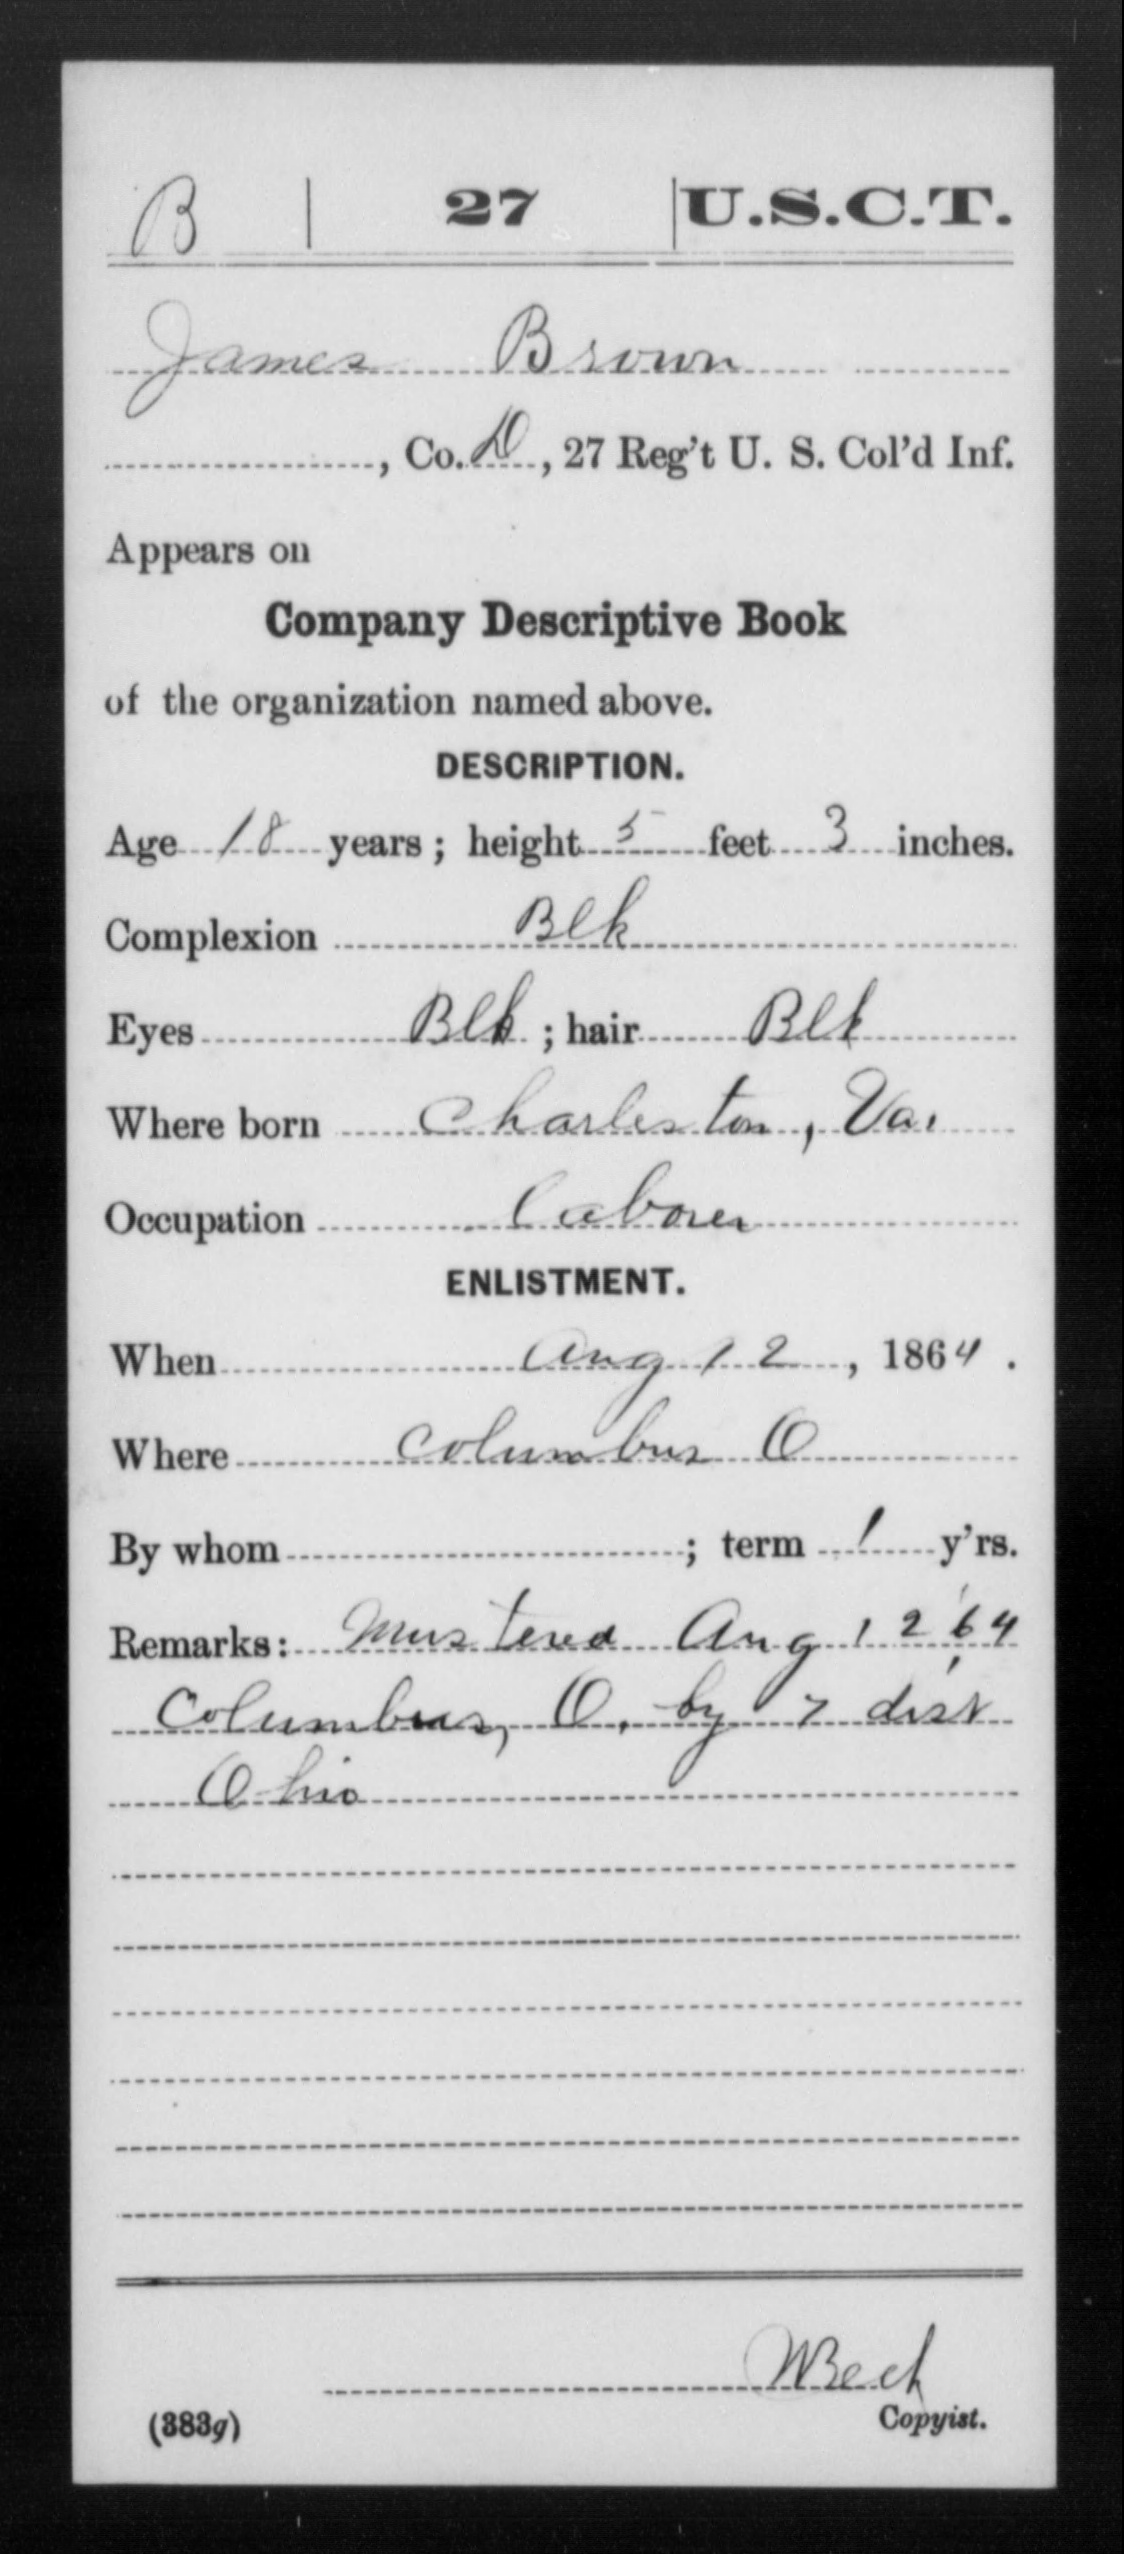 B | 27 | U.S.C.T.
James Brown
, Co. D, 27 Reg't U. S. Col'd Inf.
Appears on
Company Descriptive Book
of the organization named above.
DESCRIPTION.
Age 18 years; height 5 feet 3 inches.
Complexion Blk
Eyes Blk; hair Blk
Where born Charleston, Va.
Occupation Laborer
ENLISTMENT.
When Aug 12, 1864.
Where Columbus O
By whom ; term 1 y'rs.
Remarks: Mustered Aug 12, '64
Columbus, O. by 7 dist
Ohio
(383g)
Copyist.